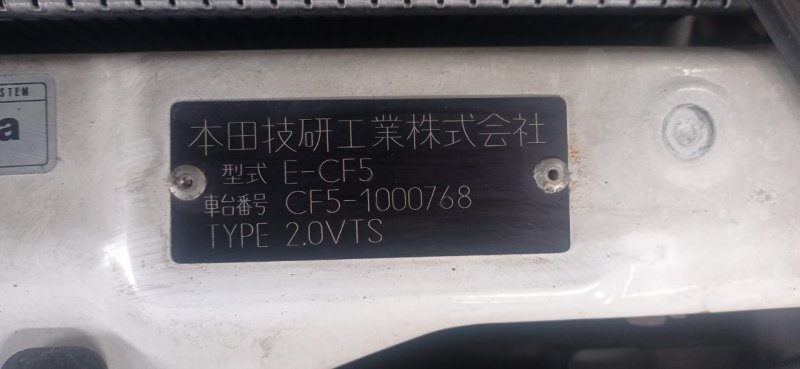 STEM
a
本田技研工業株式会社
型式 E-CF5
車台番号 CF5-1000768
TYPE 2.0VTS